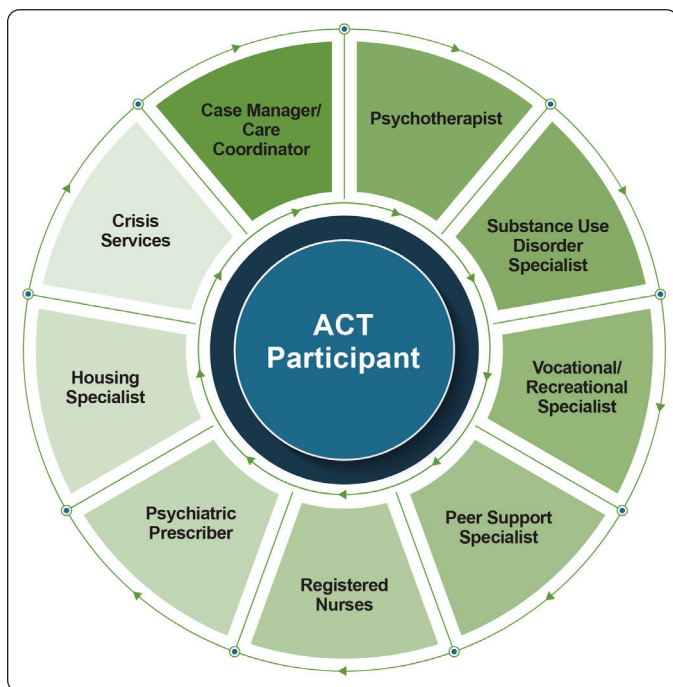 Case Manager/
Care
Coordinator
Psychotherapist
Substance Use
Disorder
Specialist
Vocational/
Recreational
Specialist
Peer Support
Specialist
Registered
Nurses
Psychiatric
Prescriber
Housing
Specialist
Crisis
Services
ACT
Participant